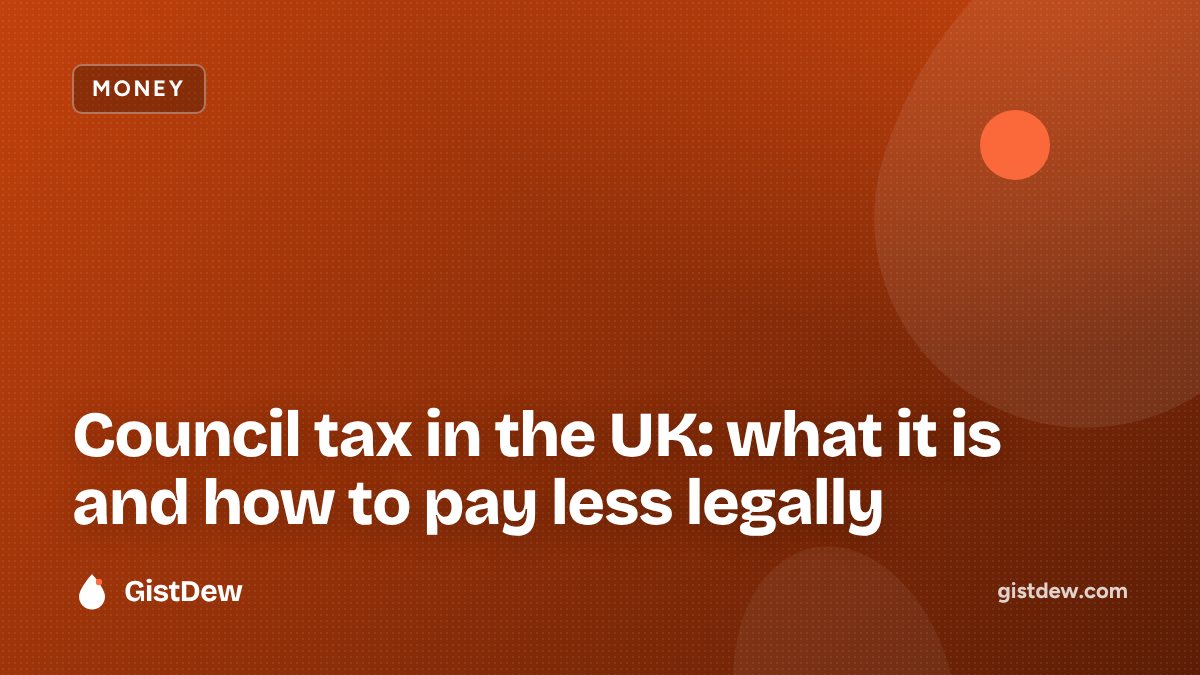 MONEY
Council tax in the UK: what it is
and how to pay less legally
GistDew
gistdew.com